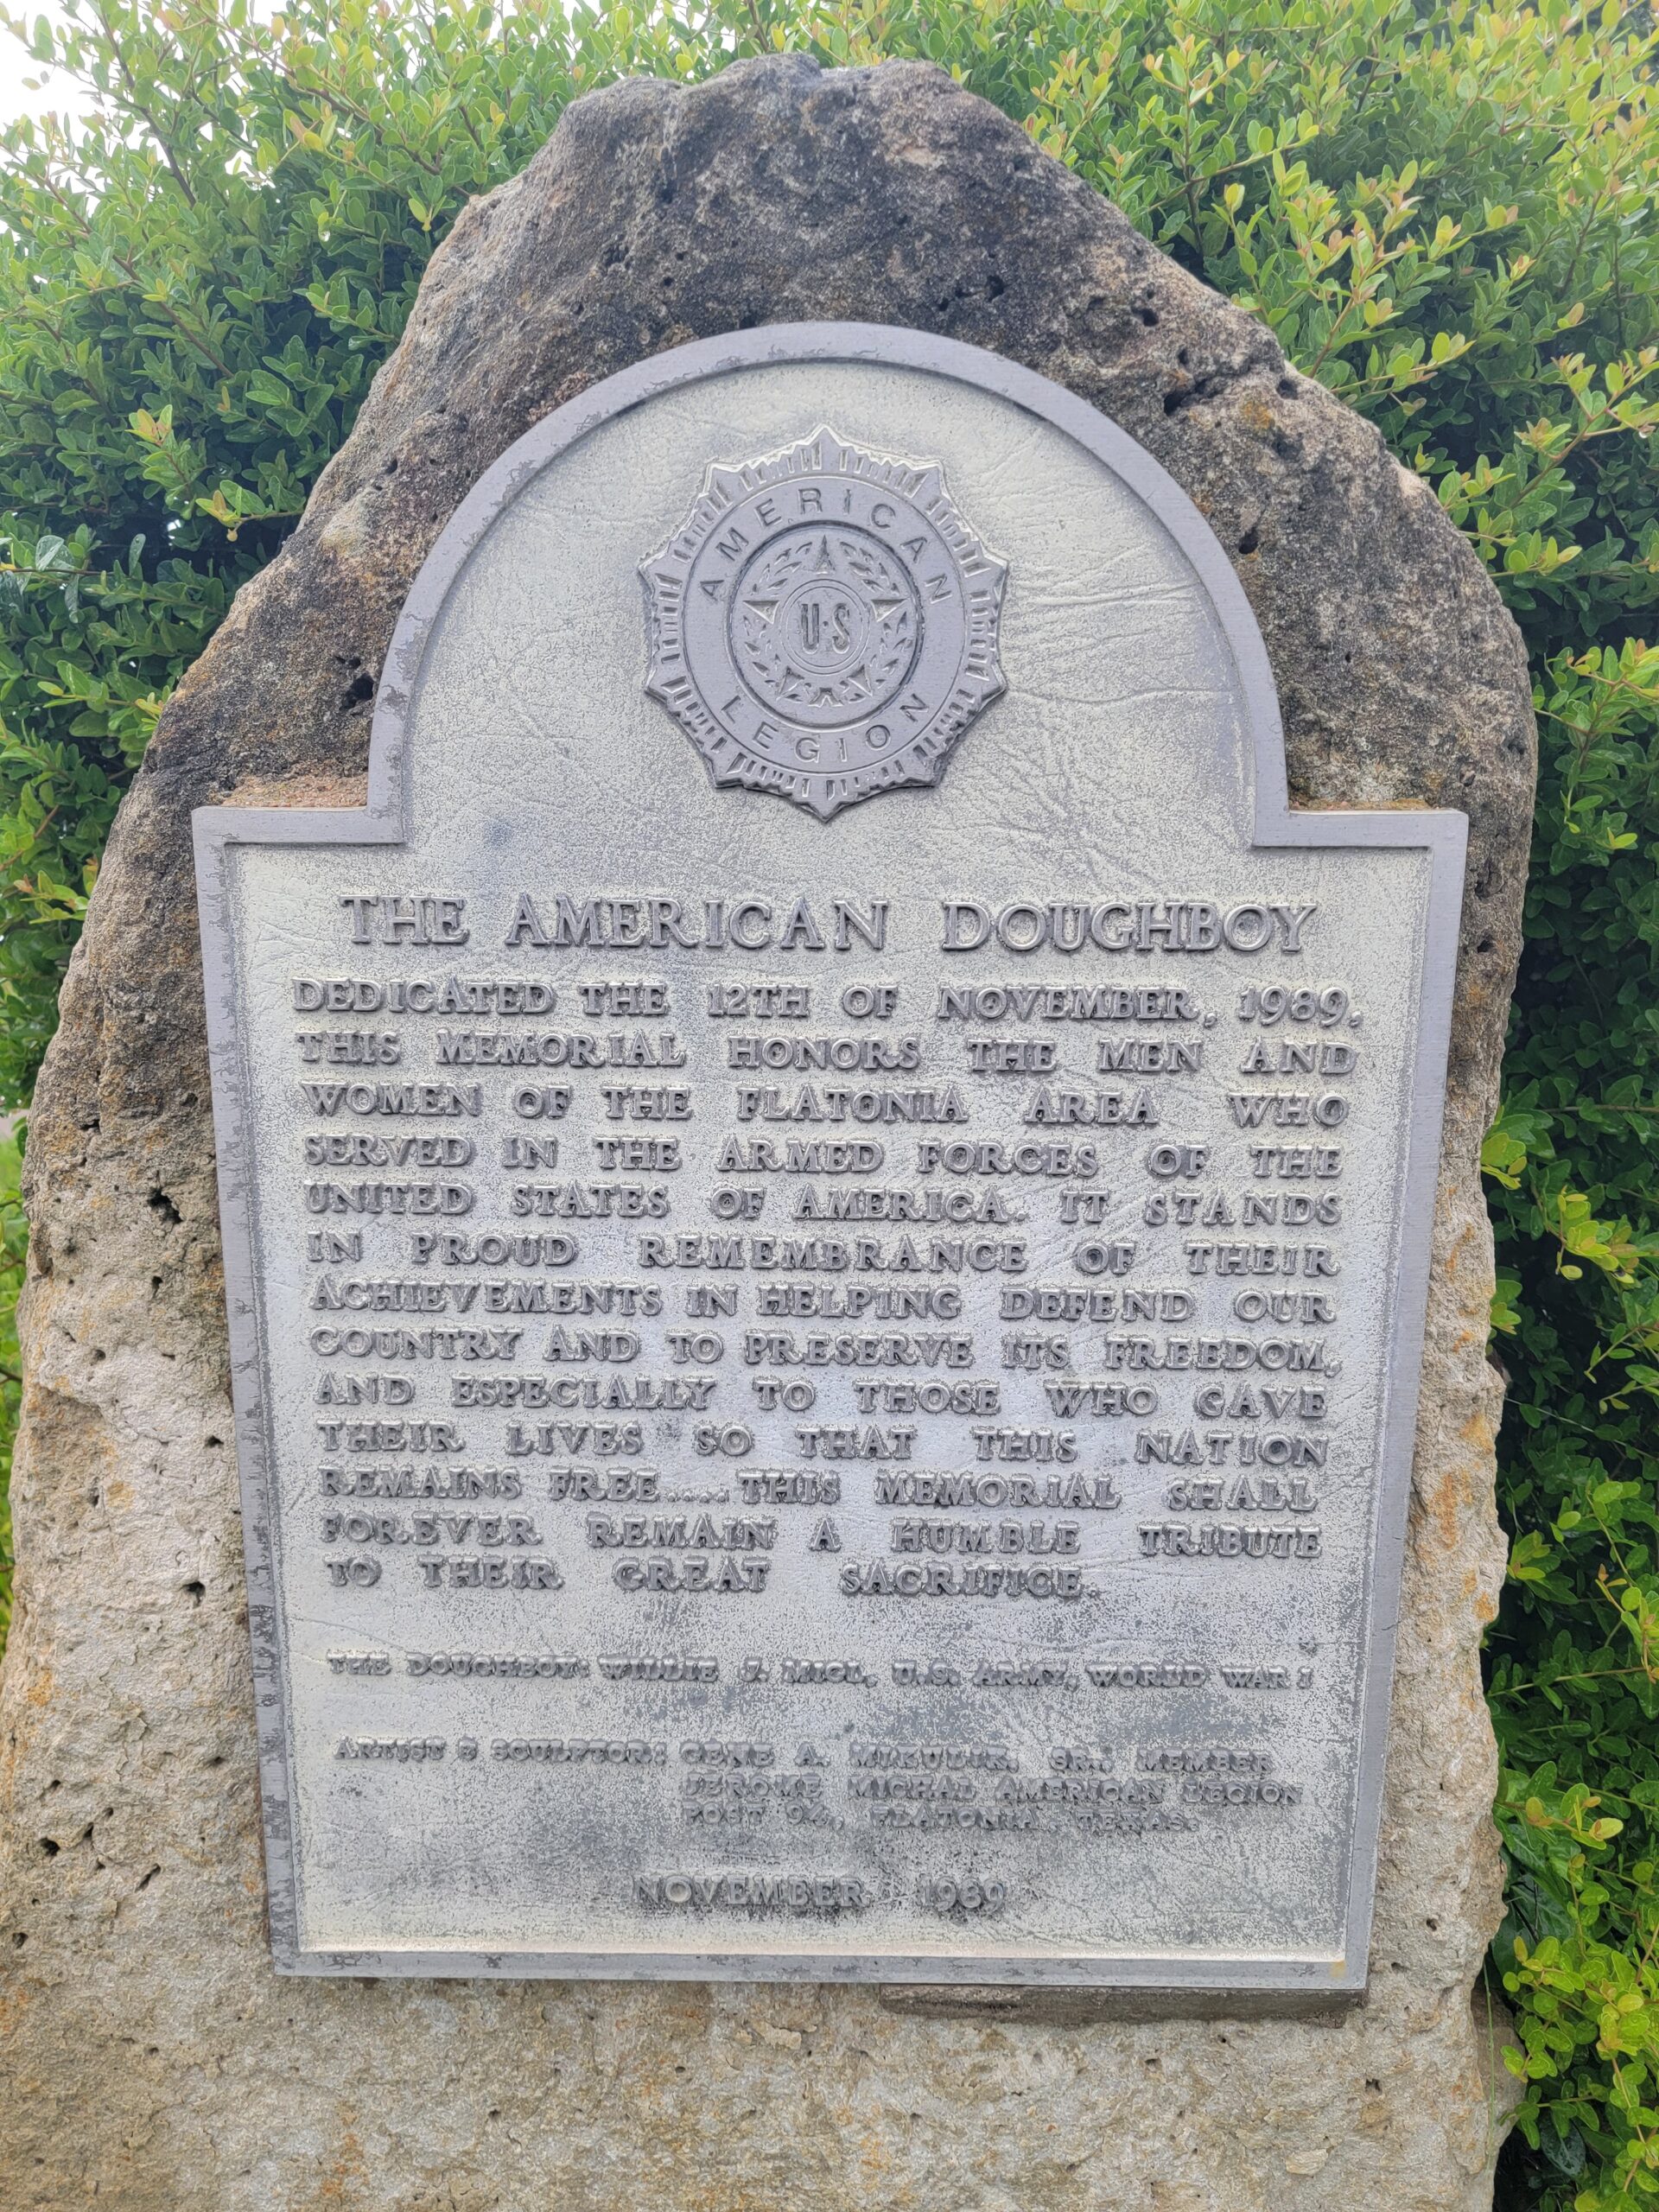 AMERICAN
U.S
LEGION
THE AMERICAN DOUGHBOY
DEDICATED THE 12TH OF NOVEMBER, 1989,
THIS MEMORIAL HONORS THE MEN AND
WOMEN OF THE FLATONIA AREA WHO
SERVED IN THE ARMED FORCES OF THE
UNITED STATES OF AMERICA. IT STANDS
IN PROUD REMEMBRANCE OF THEIR
ACHIEVEMENTS IN HELPING DEFEND OUR
COUNTRY AND TO PRESERVE ITS FREEDOM,
AND ESPECIALLY TO THOSE WHO GAVE
THEIR LIVES SO THAT THIS NATION
REMAINS FREE....THIS MEMORIAL SHALL
FOREVER REMAIN A HUMBLE TRIBUTE
TO THEIR GREAT SACRIFICE.
THE DOUGHBOY: WILLIE J. MIGL, U.S. ARMY, WORLD WAR I
ARTIST & SCULPTOR: GENE A. MIKULIK, SR., MEMBER
JEROME MICHAL AMERICAN LEGION
POST 94, FLATONIA, TEXAS.
NOVEMBER 1989